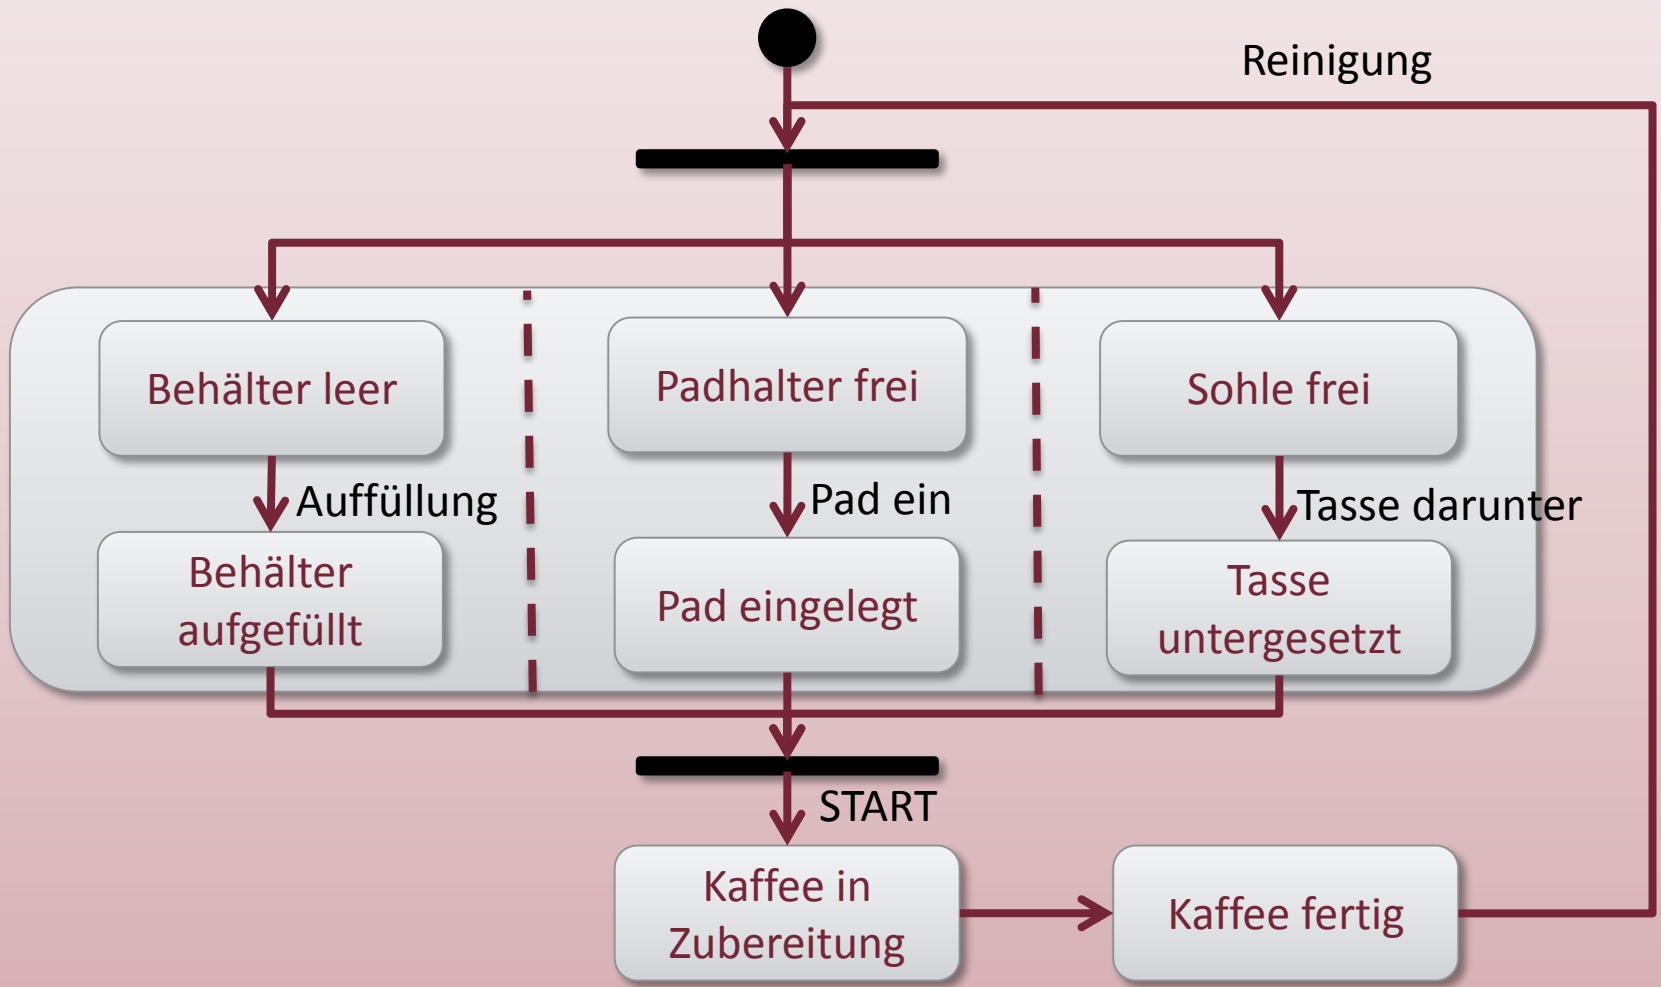 Reinigung
Behälter leer
Padhalter frei
Sohle frei
Auffüllung
Pad ein
Tasse darunter
Behälter
aufgefüllt
Pad eingelegt
Tasse
untergesetzt
START
Kaffee in
Zubereitung
Kaffee fertig